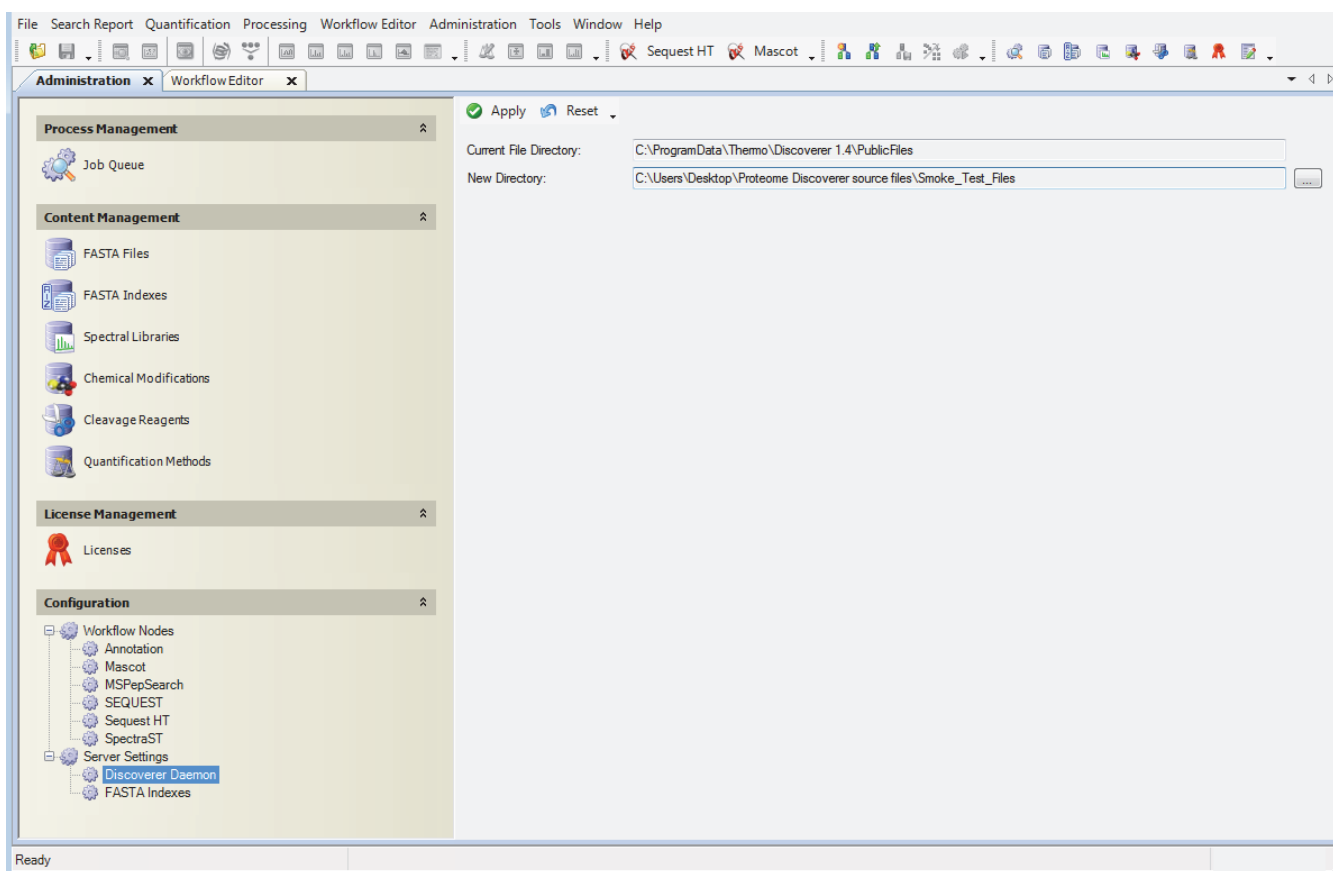 File Search Report Quantification Processing Workflow Editor Administration Tools Window Help
Sequest HT Mascot
Administration x Workflow Editor x
Apply Reset
Process Management
Current File Directory: C:\ProgramData\Thermo\Discoverer 1.4\PublicFiles
Job Queue
New Directory: C:\Users\Desktop\Proteome Discoverer source files\Smoke_Test_Files ...
Content Management
FASTA Files
FASTA Indexes
Spectral Libraries
Chemical Modifications
Cleavage Reagents
Quantification Methods
License Management
Licenses
Configuration
Workflow Nodes
Annotation
Mascot
MSPepSearch
SEQUEST
Sequest HT
SpectraST
Server Settings
Discoverer Daemon
FASTA Indexes
Ready